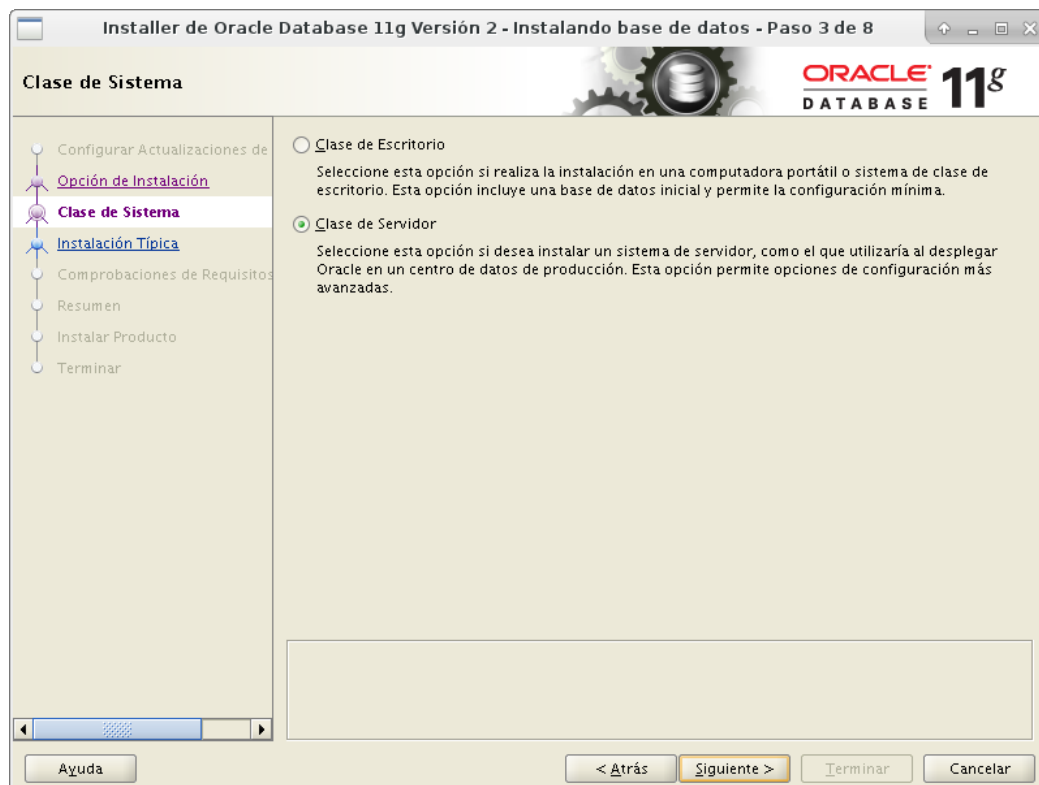 Installer de Oracle Database 11g Versión 2 - Instalando base de datos - Paso 3 de 8
Clase de Sistema
ORACLE
DATABASE
11g
Configurar Actualizaciones de
Opción de Instalación
Clase de Sistema
Instalación Típica
Comprobaciones de Requisitos
Resumen
Instalar Producto
Terminar
Clase de Escritorio
Seleccione esta opción si realiza la instalación en una computadora portátil o sistema de clase de
escritorio. Esta opción incluye una base de datos inicial y permite la configuración mínima.
Clase de Servidor
Seleccione esta opción si desea instalar un sistema de servidor, como el que utilizaría al desplegar
Oracle en un centro de datos de producción. Esta opción permite opciones de configuración más
avanzadas.
Ayuda
< Atrás
Siguiente >
Terminar
Cancelar